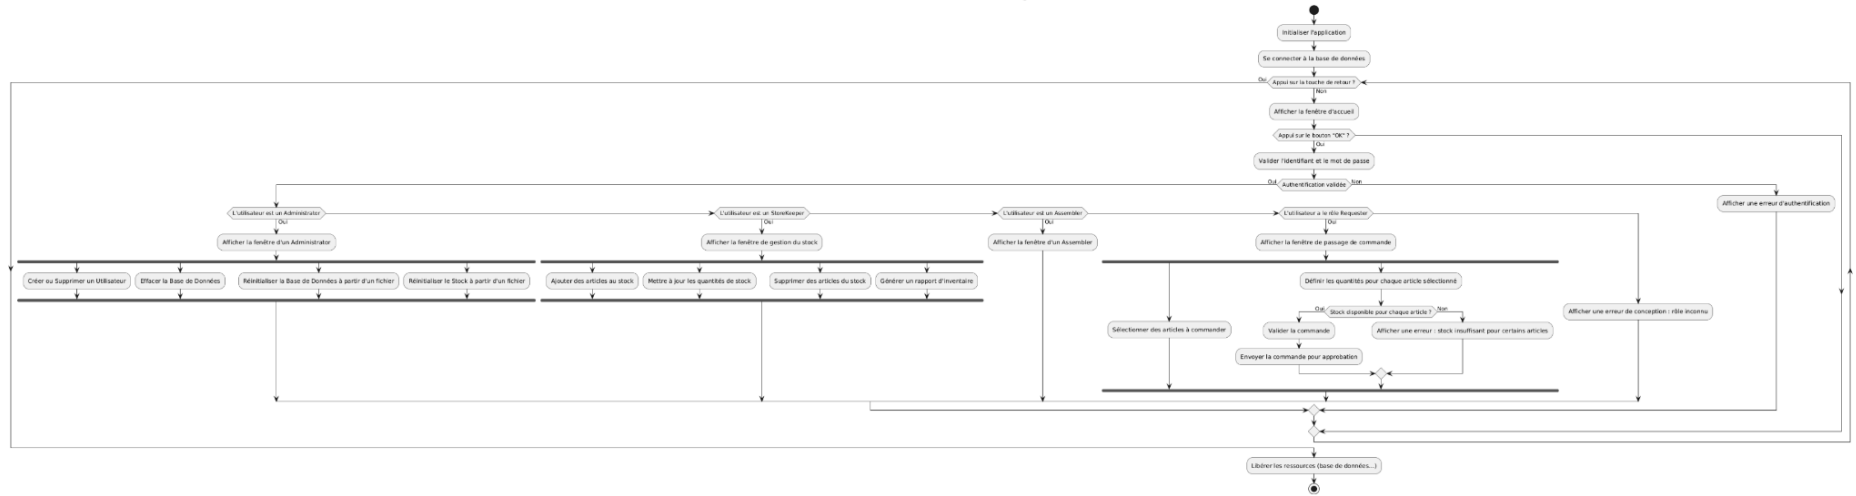 Initialiser l'application
Se connecter à la base de données
Oui
Appui sur la touche de retour ?
Non
Afficher la fenêtre d'accueil
Appui sur le bouton "OK" ?
Oui
Valider l'identifiant et le mot de passe
Oui
Authentification validée
Non
Afficher une erreur d'authentification
L'utilisateur est un Administrator
Oui
L'utilisateur est un StoreKeeper
Oui
L'utilisateur est un Assembler
Oui
L'utilisateur a le rôle Requester
Oui
Afficher la fenêtre d'un Administrator
Afficher la fenêtre de gestion du stock
Afficher la fenêtre d'un Assembler
Afficher la fenêtre de passage de commande
Créer ou Supprimer un Utilisateur
Effacer la Base de Données
Réinitialiser la Base de Données à partir d'un fichier
Réinitialiser le Stock à partir d'un fichier
Ajouter des articles au stock
Mettre à jour les quantités de stock
Supprimer des articles du stock
Générer un rapport d'inventaire
Définir les quantités pour chaque article sélectionné
Oui
Stock disponible pour chaque article ?
Non
Afficher une erreur de conception : rôle inconnu
Sélectionner des articles à commander
Valider la commande
Afficher une erreur : stock insuffisant pour certains articles
Envoyer la commande pour approbation
Libérer les ressources (base de données...)